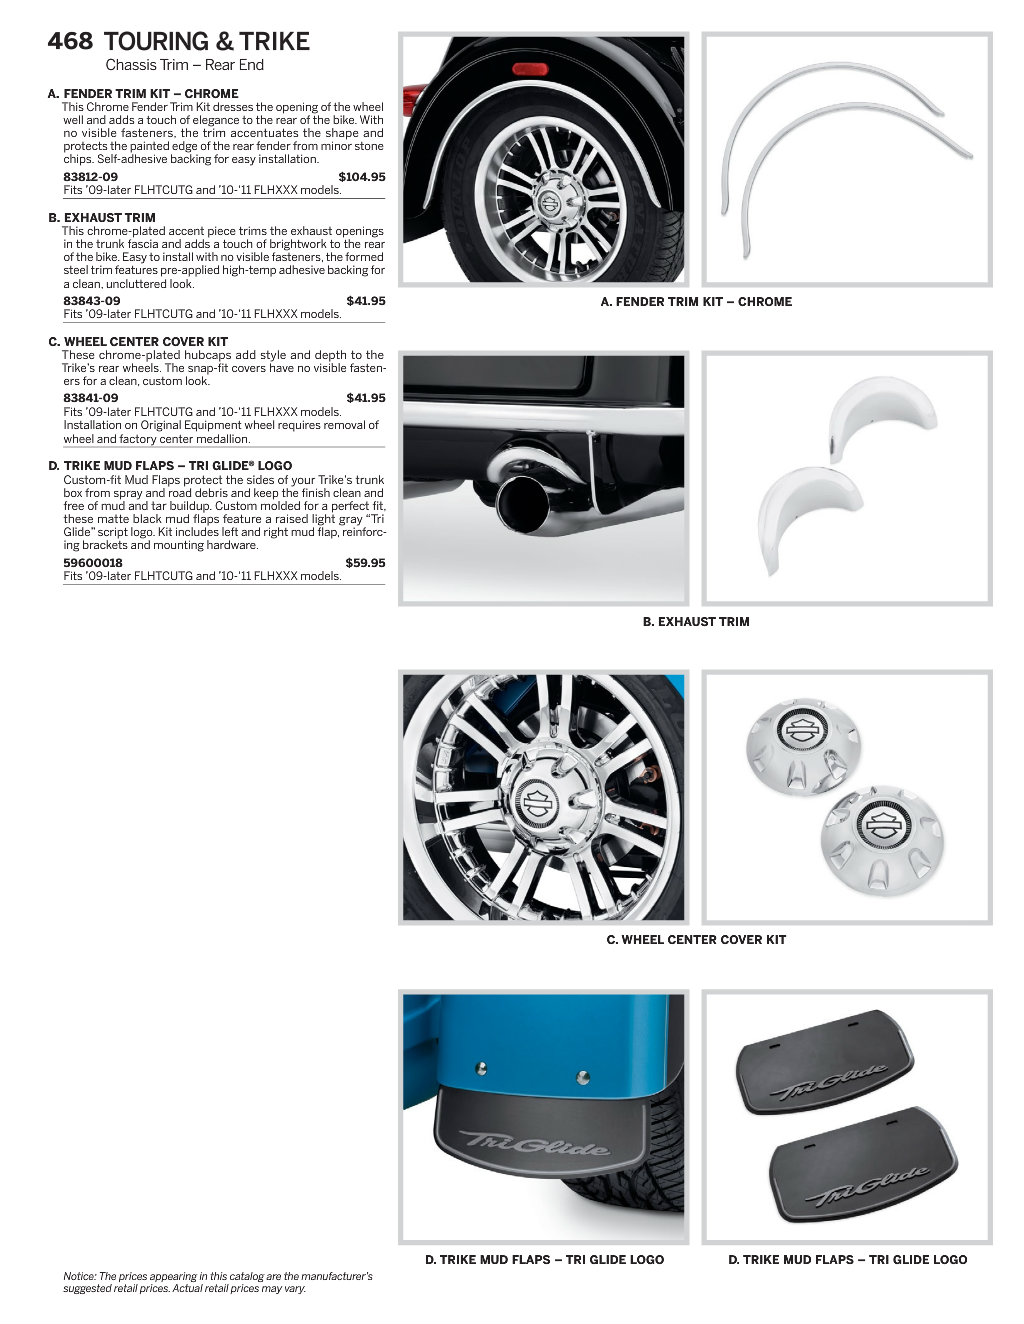 468 TOURING & TRIKE
Chassis Trim – Rear End
A. FENDER TRIM KIT – CHROME
This Chrome Fender Trim Kit dresses the opening of the wheel
well and adds a touch of elegance to the rear of the bike. With
no visible fasteners, the trim accentuates the shape and
protects the painted edge of the rear fender from minor stone
chips. Self-adhesive backing for easy installation.
83812-09 $104.95
Fits ’09-later FLHTCUTG and ’10-‘11 FLHXXX models.
B. EXHAUST TRIM
This chrome-plated accent piece trims the exhaust openings
in the trunk fascia and adds a touch of brightwork to the rear
of the bike. Easy to install with no visible fasteners, the formed
steel trim features pre-applied high-temp adhesive backing for
a clean, uncluttered look.
83843-09 $41.95
Fits ’09-later FLHTCUTG and ’10-‘11 FLHXXX models.
C. WHEEL CENTER COVER KIT
These chrome-plated hubcaps add style and depth to the
Trike’s rear wheels. The snap-fit covers have no visible fasten-
ers for a clean, custom look.
83841-09 $41.95
Fits ’09-later FLHTCUTG and ’10-‘11 FLHXXX models.
Installation on Original Equipment wheel requires removal of
wheel and factory center medallion.
D. TRIKE MUD FLAPS – TRI GLIDE® LOGO
Custom-fit Mud Flaps protect the sides of your Trike’s trunk
box from spray and road debris and keep the finish clean and
free of mud and tar buildup. Custom molded for a perfect fit,
these matte black mud flaps feature a raised light gray “Tri
Glide” script logo. Kit includes left and right mud flap, reinforc-
ing brackets and mounting hardware.
59600018 $59.95
Fits ’09-later FLHTCUTG and ’10-‘11 FLHXXX models.
A. FENDER TRIM KIT – CHROME
B. EXHAUST TRIM
C. WHEEL CENTER COVER KIT
Tri Glide
Tri Glide
Tri Glide
D. TRIKE MUD FLAPS – TRI GLIDE LOGO
D. TRIKE MUD FLAPS – TRI GLIDE LOGO
Notice: The prices appearing in this catalog are the manufacturer’s
suggested retail prices. Actual retail prices may vary.